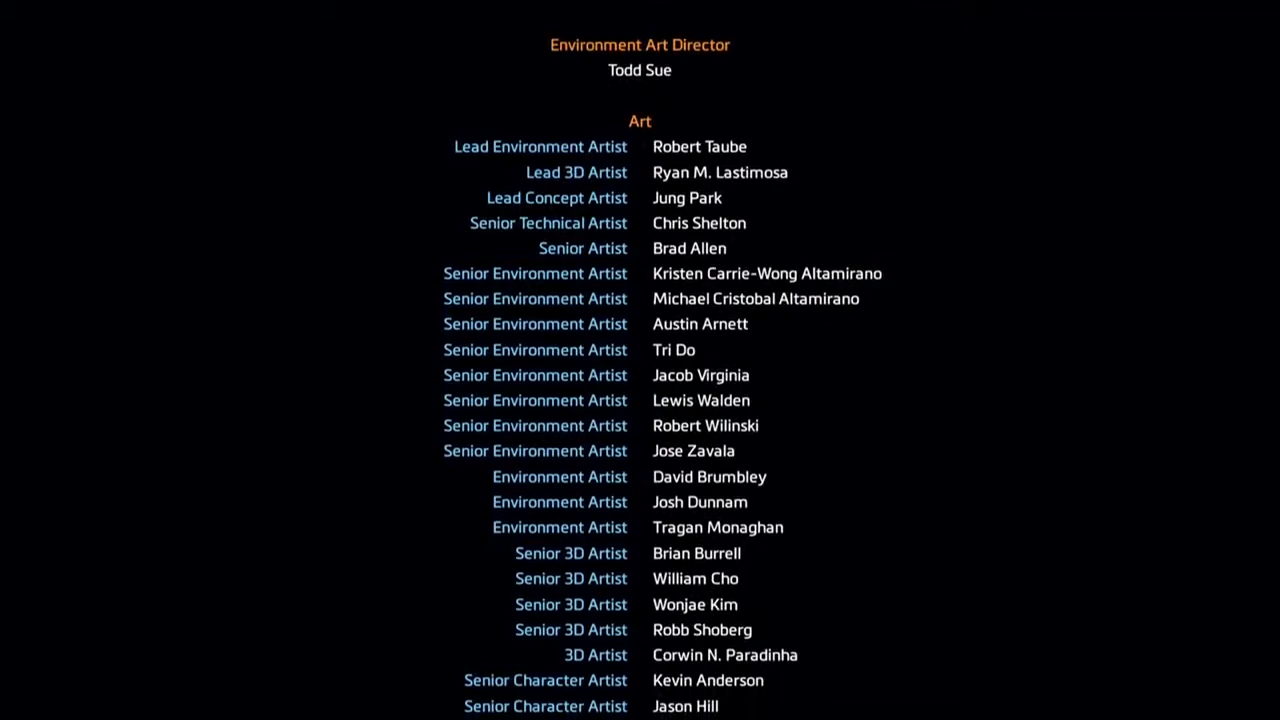 Environment Art Director
Todd Sue
Art
Lead Environment Artist Robert Taube
Lead 3D Artist Ryan M. Lastimosa
Lead Concept Artist Jung Park
Senior Technical Artist Chris Shelton
Senior Artist Brad Allen
Senior Environment Artist Kristen Carrie-Wong Altamirano
Senior Environment Artist Michael Cristobal Altamirano
Senior Environment Artist Austin Arnett
Senior Environment Artist Tri Do
Senior Environment Artist Jacob Virginia
Senior Environment Artist Lewis Walden
Senior Environment Artist Robert Wilinski
Senior Environment Artist Jose Zavala
Environment Artist David Brumbley
Environment Artist Josh Dunnam
Environment Artist Tragan Monaghan
Senior 3D Artist Brian Burrell
Senior 3D Artist William Cho
Senior 3D Artist Wonjae Kim
Senior 3D Artist Robb Shoberg
3D Artist Corwin N. Paradinha
Senior Character Artist Kevin Anderson
Senior Character Artist Jason Hill